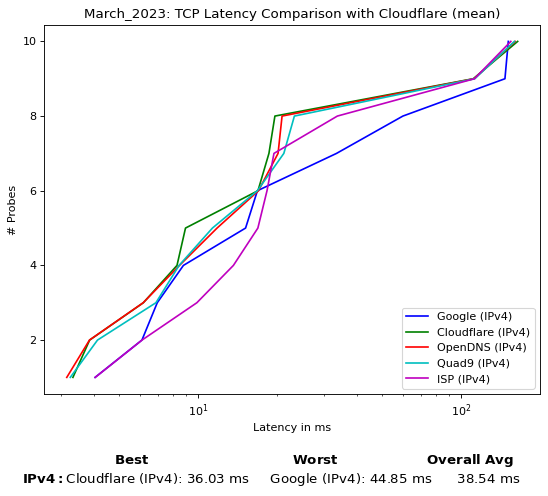 March_2023: TCP Latency Comparison with Cloudflare (mean)
# Probes
10
8
6
4
2
10^1
10^2
Latency in ms
Google (IPv4)
Cloudflare (IPv4)
OpenDNS (IPv4)
Quad9 (IPv4)
ISP (IPv4)
Best Worst Overall Avg
IPv4: Cloudflare (IPv4): 36.03 ms Google (IPv4): 44.85 ms 38.54 ms